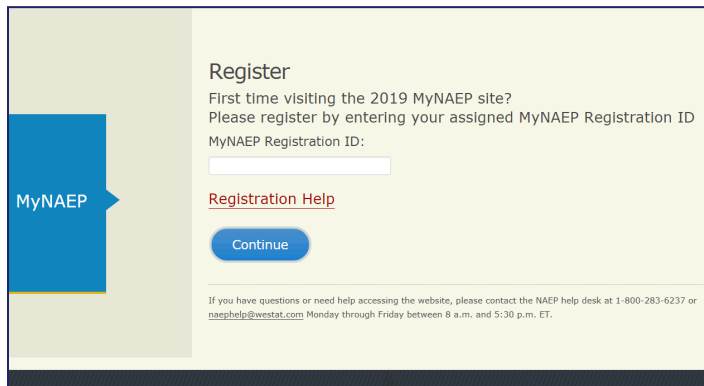 Register
First time visiting the 2019 MyNAEP site?
Please register by entering your assigned MyNAEP Registration ID
MyNAEP Registration ID:
MyNAEP
Registration Help
Continue
If you have questions or need help accessing the website, please contact the NAEP help desk at 1-800-283-6237 or
naephelp@westat.com Monday through Friday between 8 a.m. and 5:30 p.m. ET.